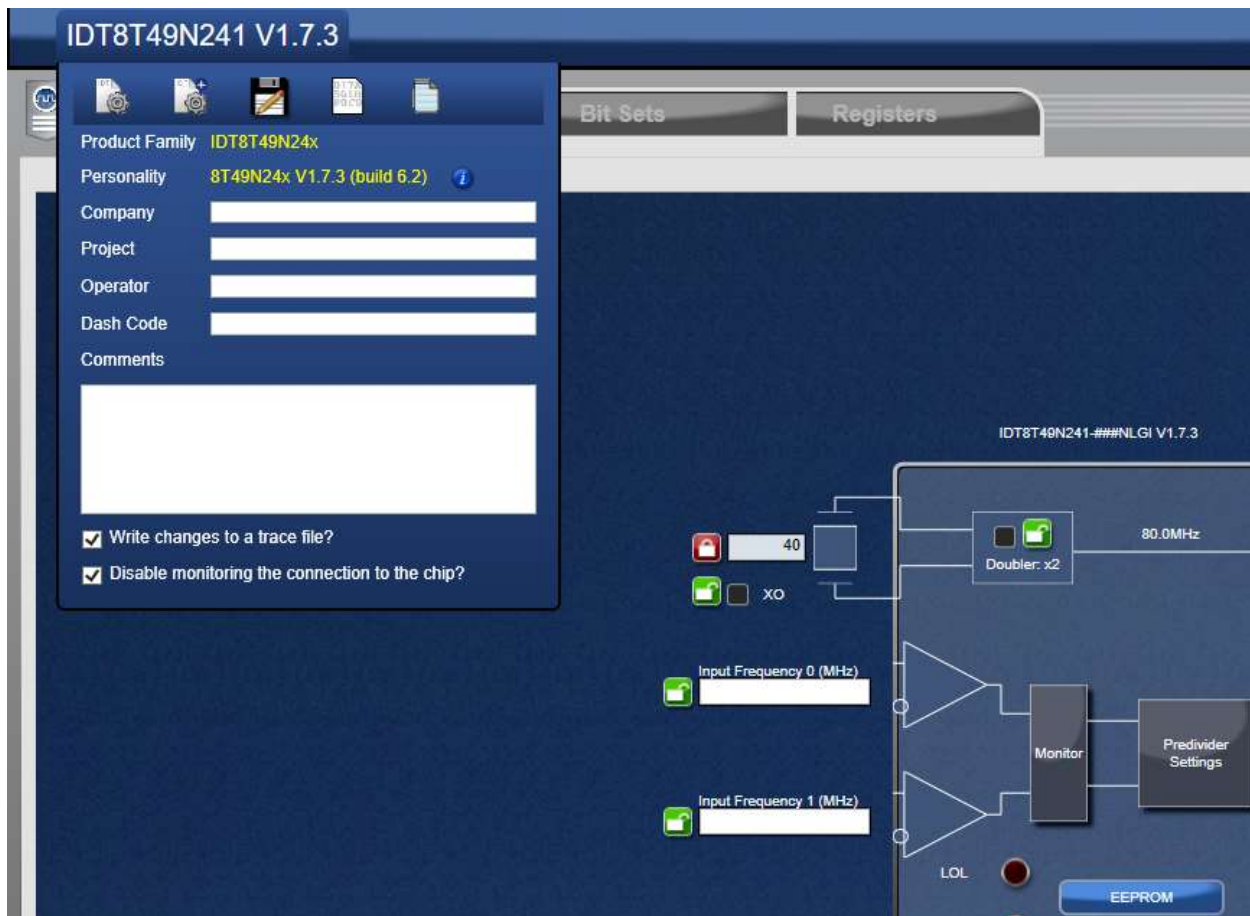 IDT8T49N241 V1.7.3
Bit Sets
Registers
Product Family IDT8T49N24x
Personality 8T49N24x V1.7.3 (build 6.2)
Company
Project
Operator
Dash Code
Comments
Write changes to a trace file?
Disable monitoring the connection to the chip?
IDT8T49N241-###NLGI V1.7.3
40
XO
Doubler: x2
80.0MHz
Input Frequency 0 (MHz)
Monitor
Predivider
Settings
Input Frequency 1 (MHz)
LOL
EEPROM